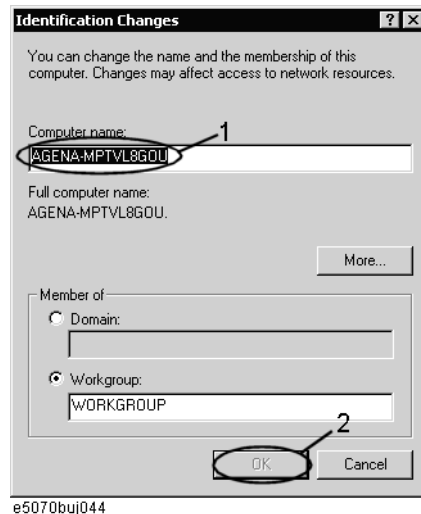 Identification Changes
You can change the name and the membership of this
computer. Changes may affect access to network resources.
1
Computer name:
AGENA-MPTVL8GOU
Full computer name:
AGENA-MPTVL8GOU.
More...
Member of
Domain:
Workgroup:
WORKGROUP
2
OK Cancel
e5070buj044